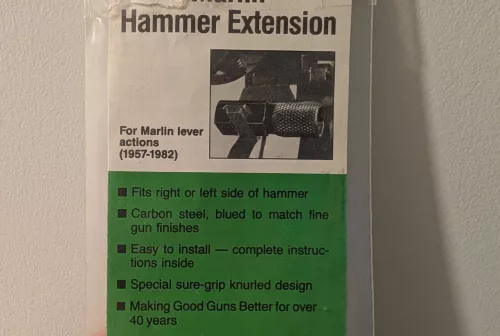 Hammer Extension
For Marlin lever
actions
(1957-1982)
■ Fits right or left side of hammer
■ Carbon steel, blued to match fine
gun finishes
■ Easy to install — complete instruc-
tions inside
■ Special sure-grip knurled design
■ Making Good Guns Better for over
40 years